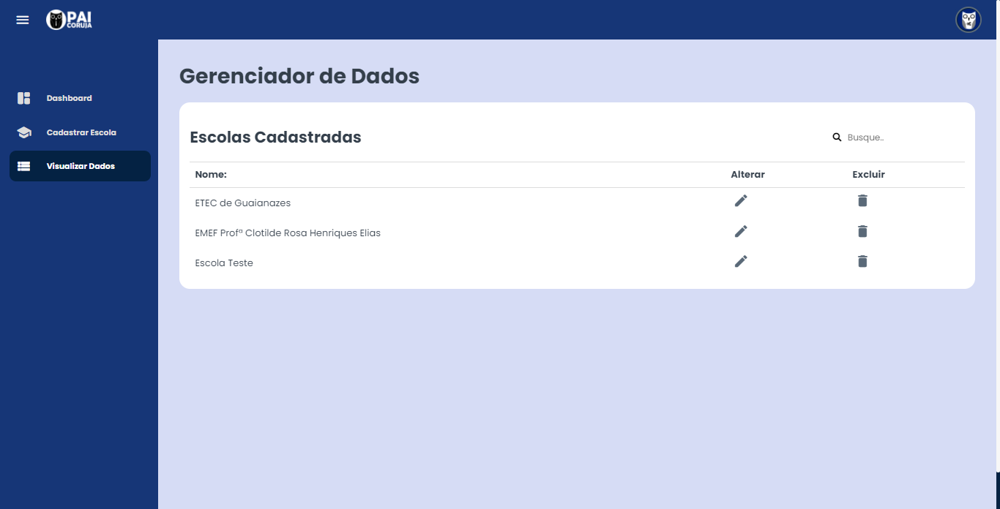 PAI
CORUJA
Dashboard
Cadastrar Escola
Visualizar Dados
Gerenciador de Dados
Escolas Cadastradas
Busque..
Nome: Alterar Excluir
ETEC de Guaianazes
EMEF Profª Clotilde Rosa Henriques Elias
Escola Teste